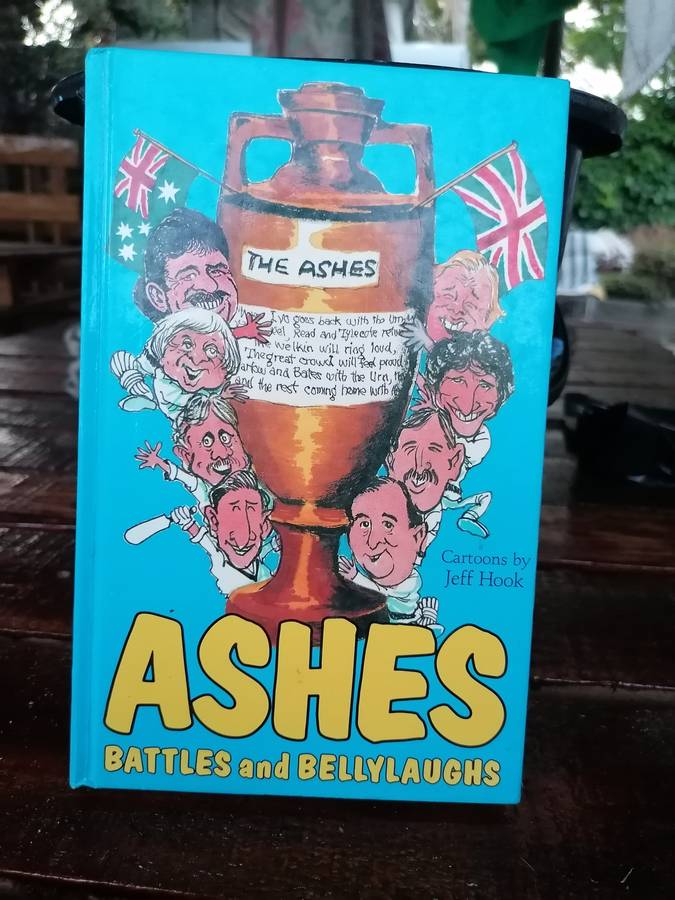 THE ASHES
Ivo goes back with the Urn
Read and Tylecote
welkin will ring loud,
The great crowd will feel proud
and Bates with the Urn,
and the rest coming home with
Cartoons by
Jeff Hook
ASHES
BATTLES and BELLYLAUGHS